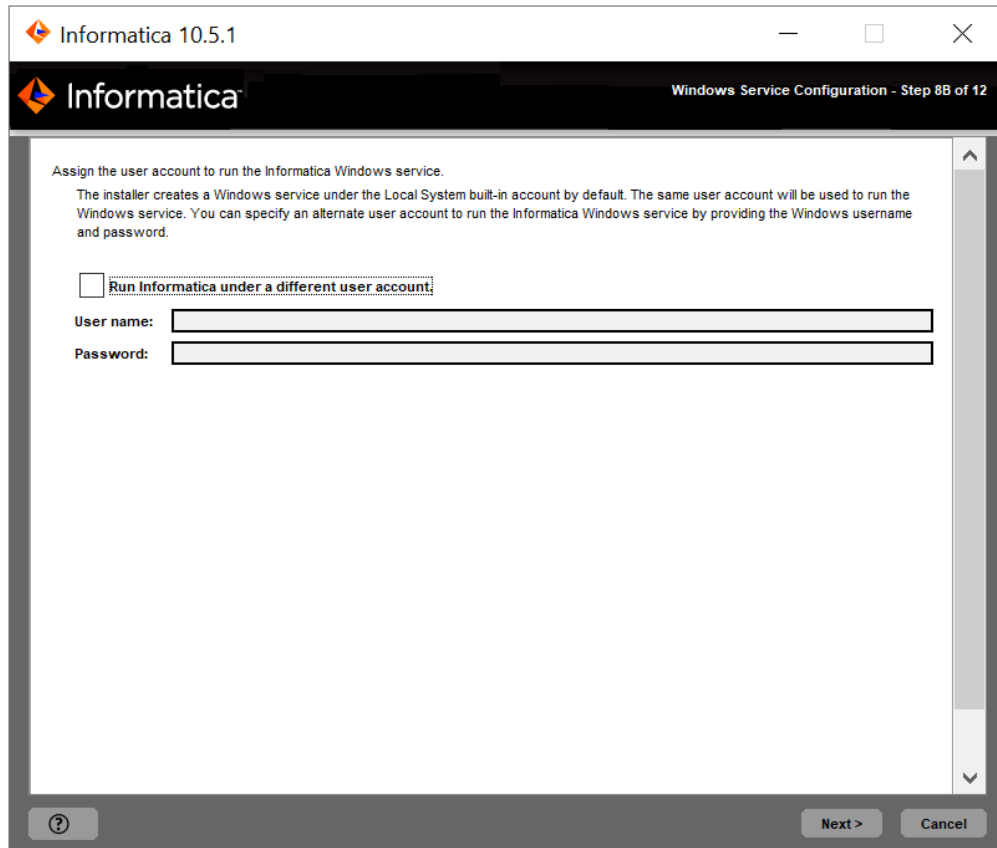 Informatica 10.5.1
Informatica
Windows Service Configuration - Step 8B of 12
Assign the user account to run the Informatica Windows service.
The installer creates a Windows service under the Local System built-in account by default. The same user account will be used to run the
Windows service. You can specify an alternate user account to run the Informatica Windows service by providing the Windows username
and password.
Run Informatica under a different user account.
User name:
Password:
?
Next >
Cancel